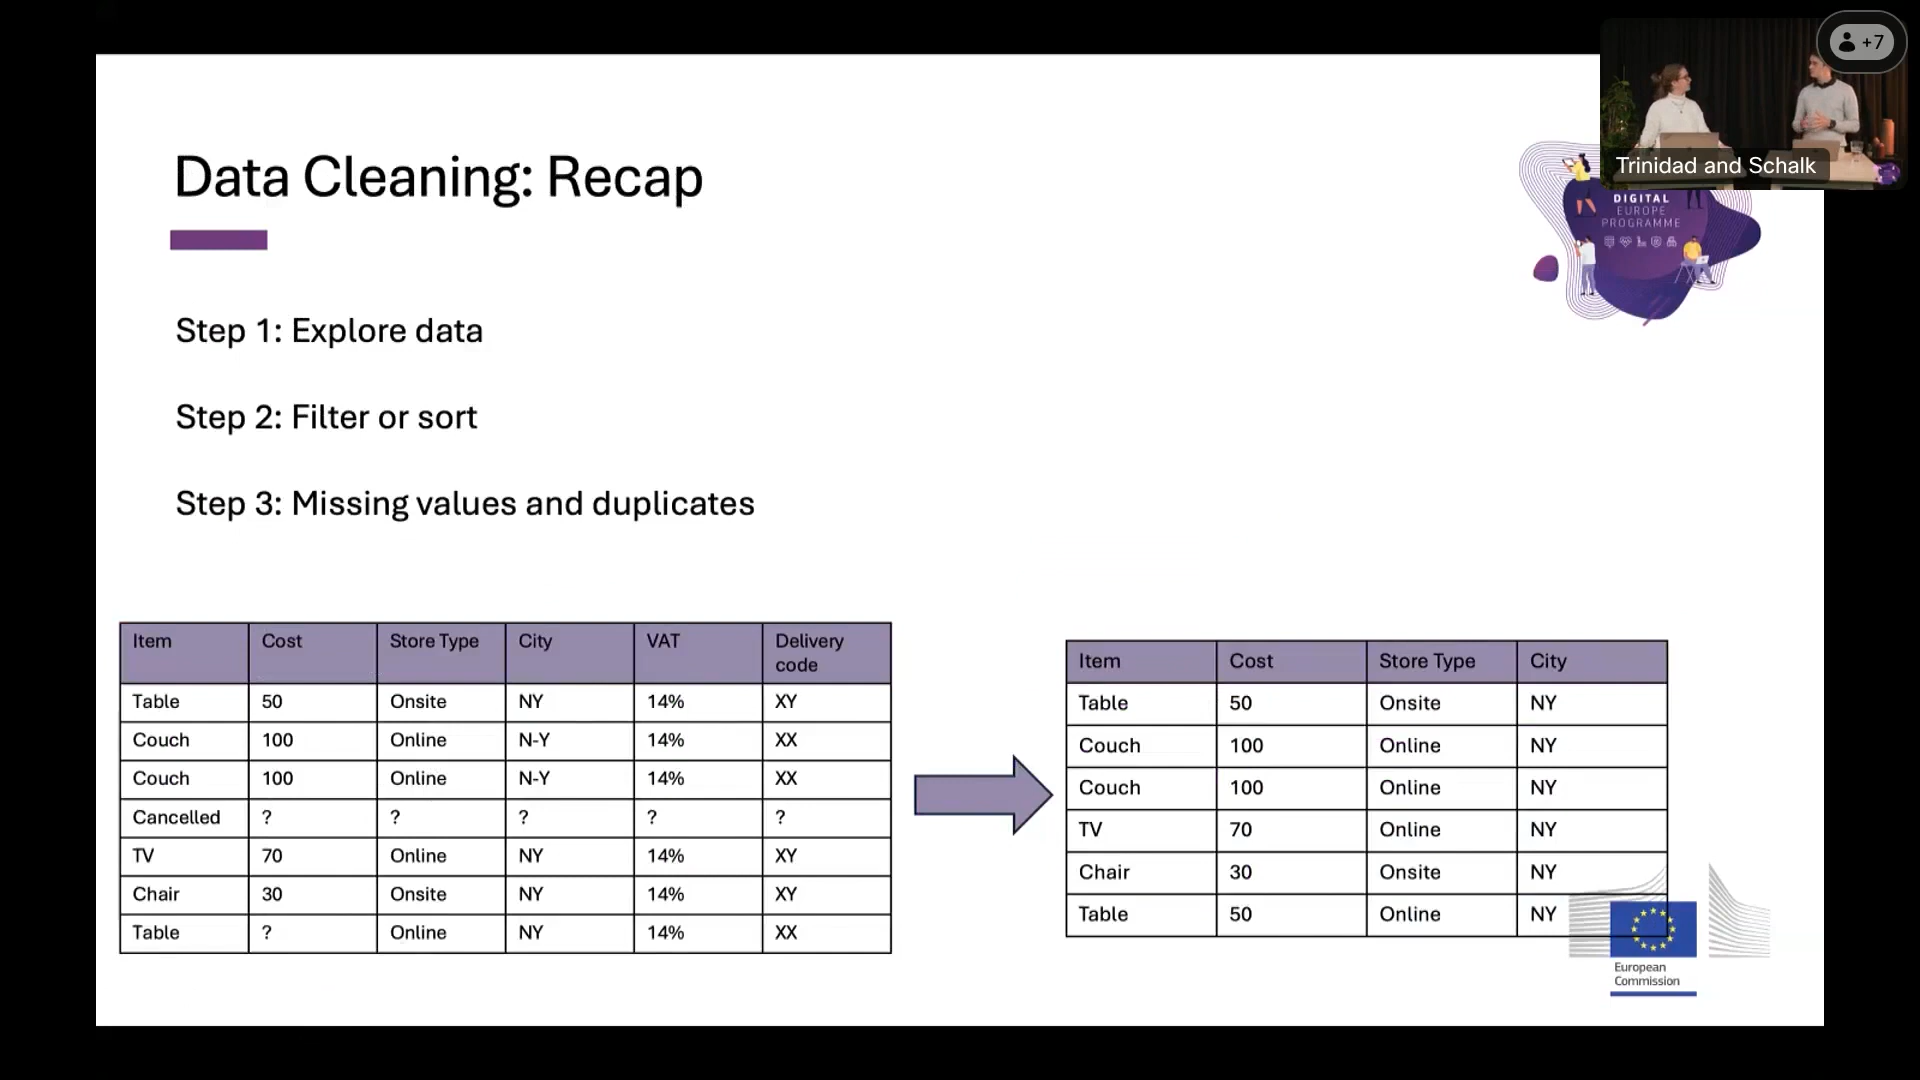 +7
Trinidad and Schalk
DIGITAL
EUROPE
PROGRAMME
Data Cleaning: Recap
Step 1: Explore data
Step 2: Filter or sort
Step 3: Missing values and duplicates
Item Cost Store Type City VAT Delivery code
Table 50 Onsite NY 14% XY
Couch 100 Online N-Y 14% XX
Couch 100 Online N-Y 14% XX
Cancelled ? ? ? ? ?
TV 70 Online NY 14% XY
Chair 30 Onsite NY 14% XY
Table ? Online NY 14% XX
Item Cost Store Type City
Table 50 Onsite NY
Couch 100 Online NY
Couch 100 Online NY
TV 70 Online NY
Chair 30 Onsite NY
Table 50 Online NY
European
Commission